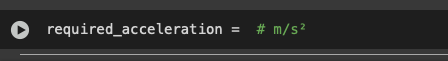 required_acceleration =  # m/s²